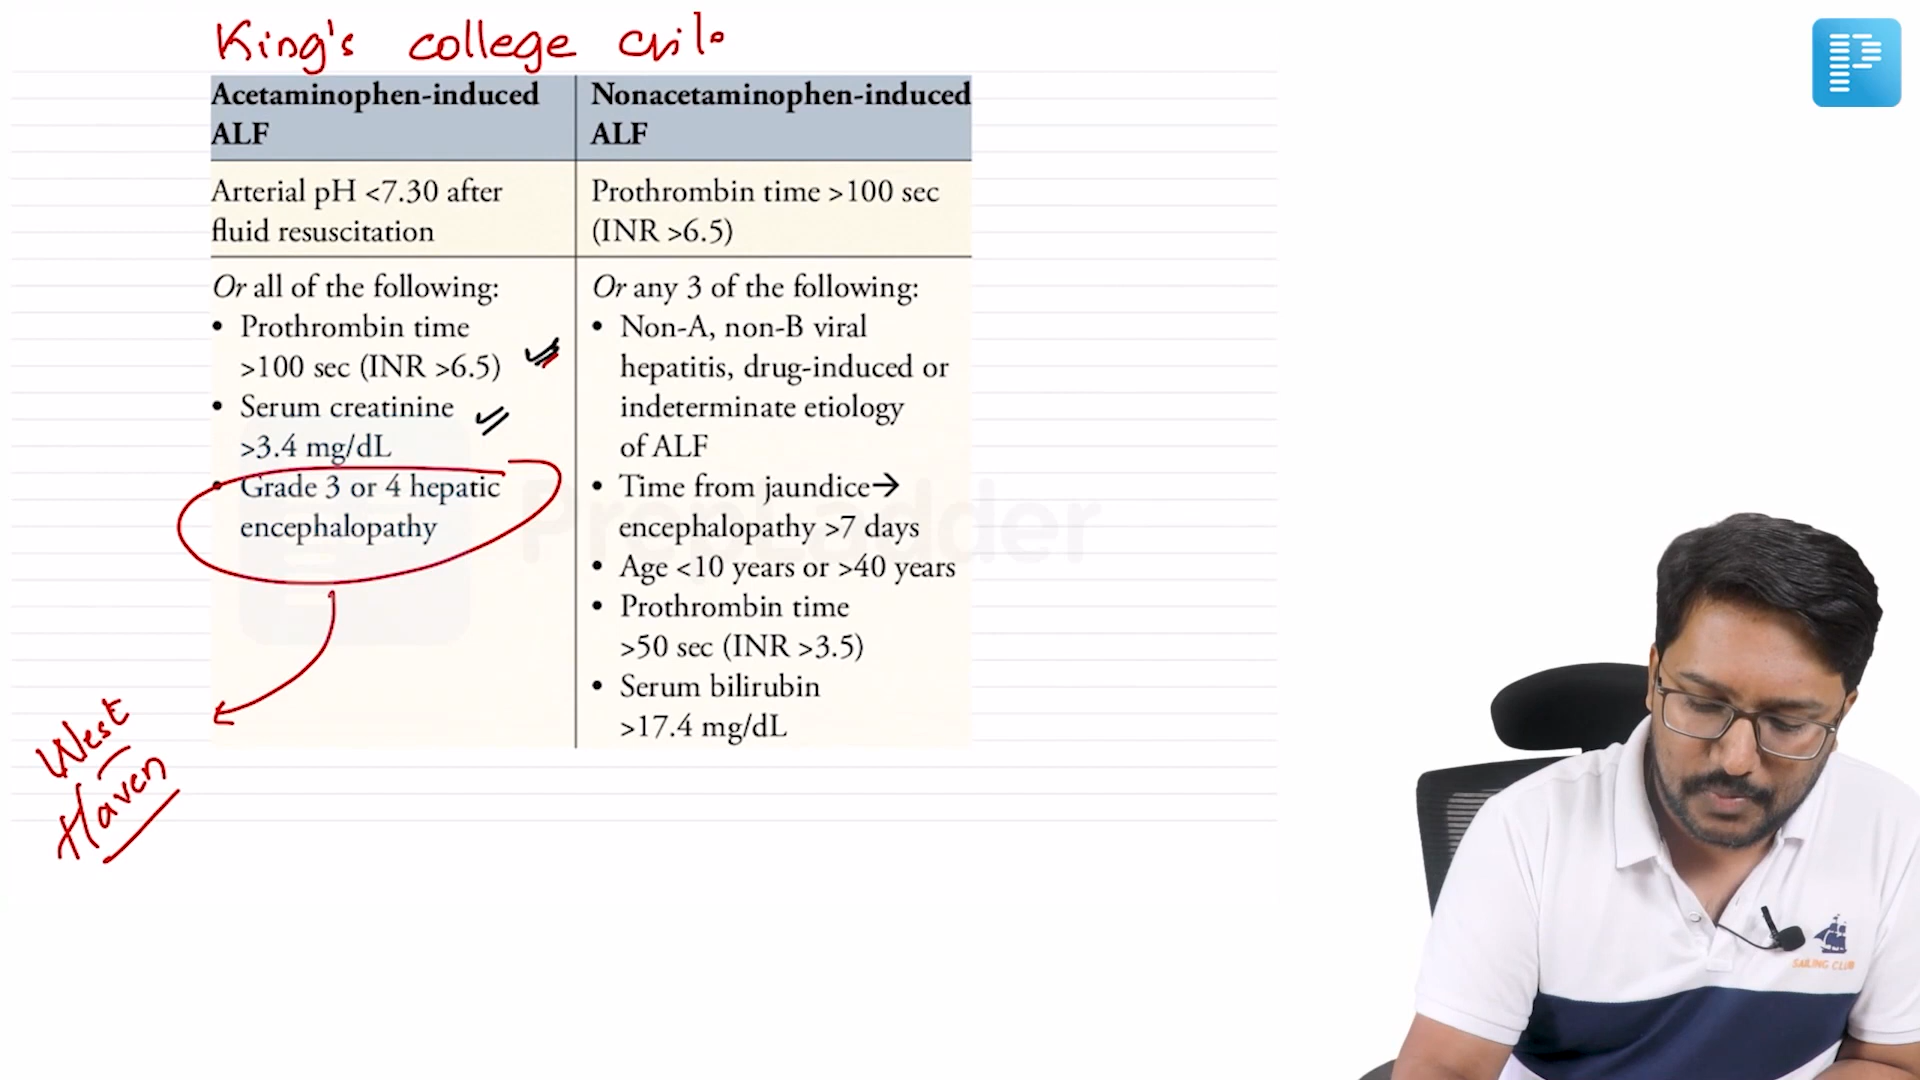 King's college
Acetaminophen-induced
ALF
Nonacetaminophen-induced
ALF
Arterial pH <7.30 after
fluid resuscitation
Prothrombin time >100 sec
(INR >6.5)
Or all of the following:
• Prothrombin time
>100 sec (INR >6.5)
• Serum creatinine
>3.4 mg/dL
• Grade 3 or 4 hepatic
encephalopathy
Or any 3 of the following:
• Non-A, non-B viral
hepatitis, drug-induced or
indeterminate etiology
of ALF
• Time from jaundice→
encephalopathy >7 days
• Age <10 years or >40 years
• Prothrombin time
>50 sec (INR >3.5)
• Serum bilirubin
>17.4 mg/dL
West
Haven
PrepLadder
SAILING CLUB